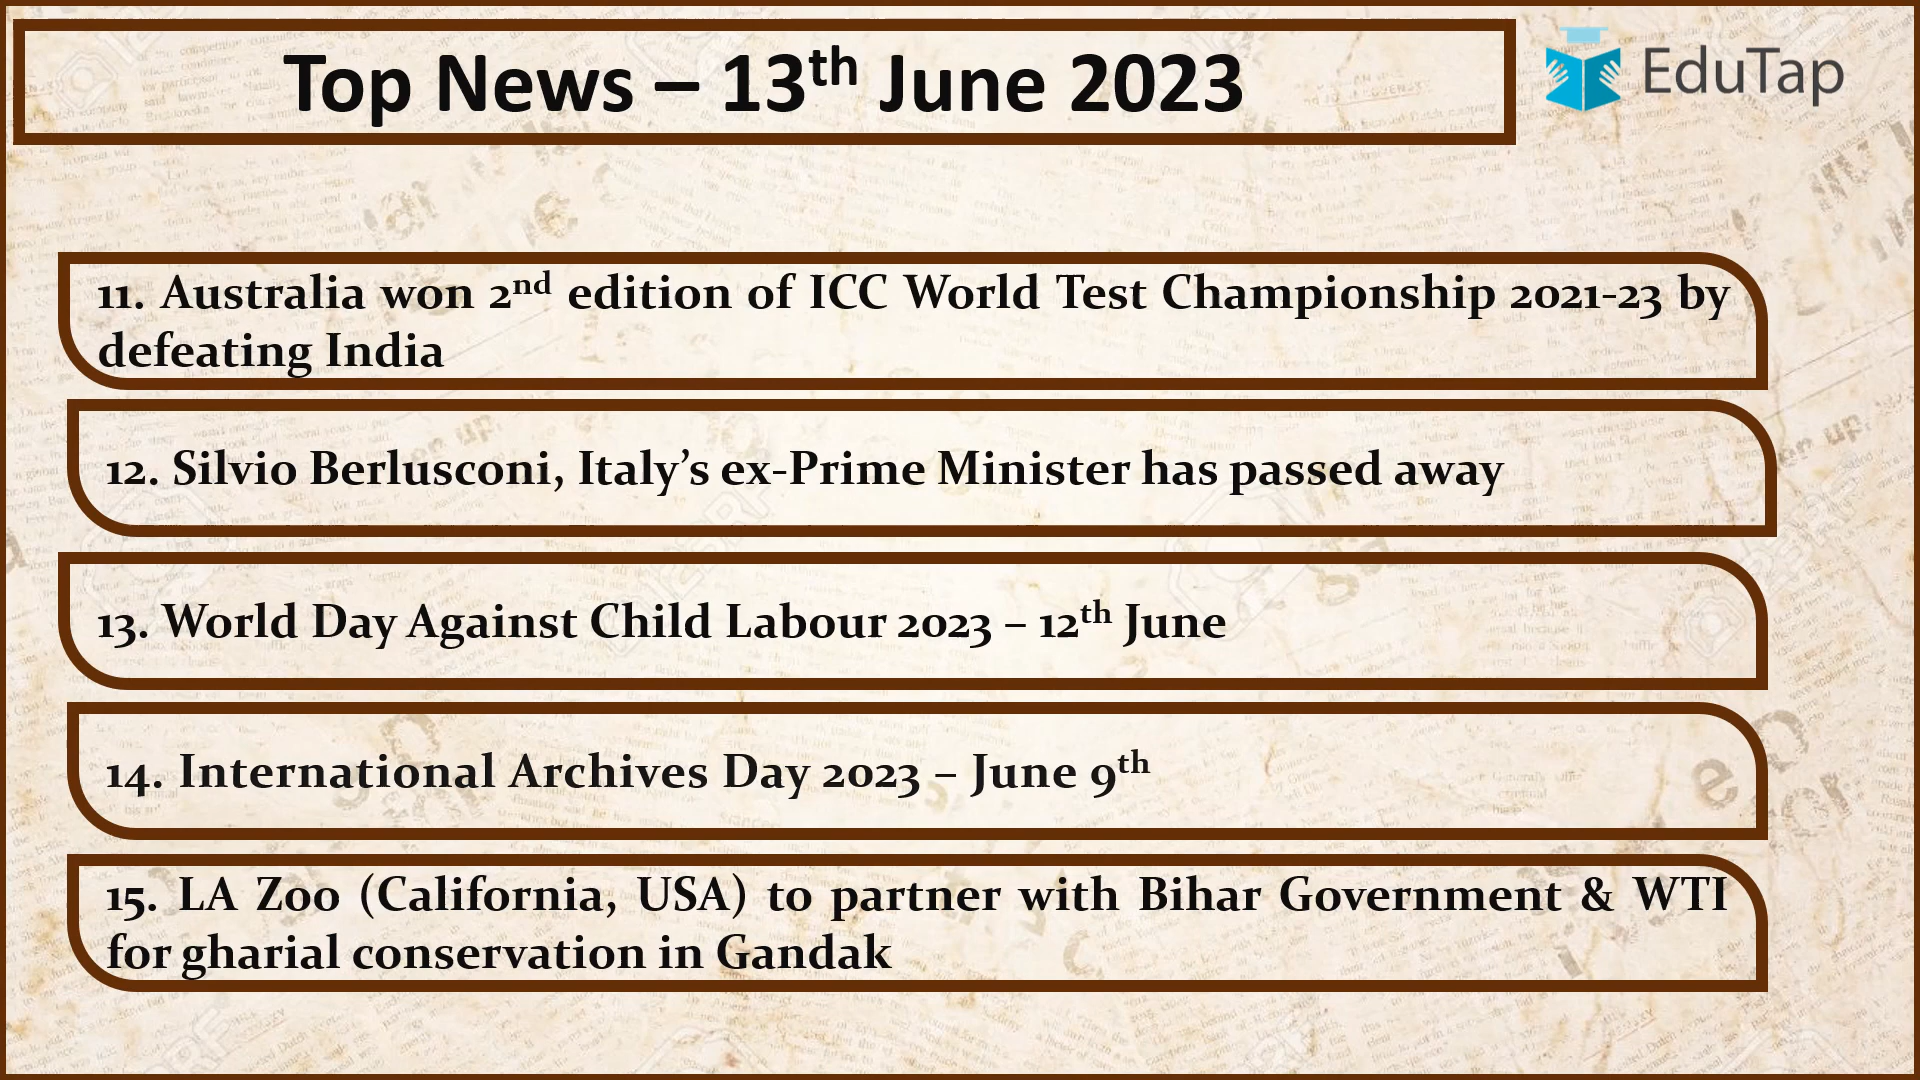 Top News – 13th June 2023
EduTap
11. Australia won 2nd edition of ICC World Test Championship 2021-23 by
defeating India
12. Silvio Berlusconi, Italy’s ex-Prime Minister has passed away
13. World Day Against Child Labour 2023 – 12th June
14. International Archives Day 2023 – June 9th
15. LA Zoo (California, USA) to partner with Bihar Government & WTI
for gharial conservation in Gandak